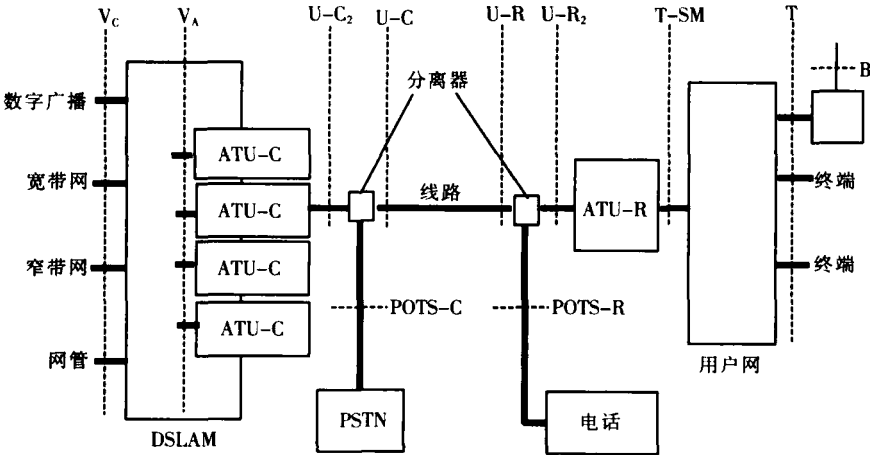 V_C V_A U-C₂ U-C U-R U-R₂ T-SM T
B
分离器
数字广播
ATU-C
宽带网 ATU-C 线路 ATU-R 终端
窄带网 ATU-C 终端
POTS-C POTS-R
ATU-C
网管 用户网
PSTN 电话
DSLAM